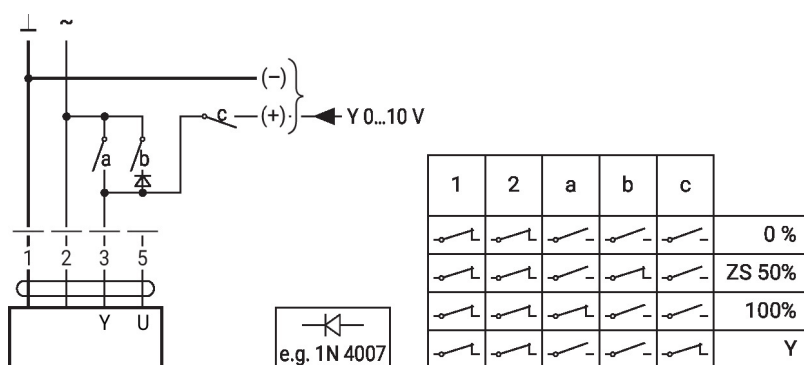 ⊥ ~
(−)
c (+) Y 0...10 V
a b
1 2 3 5
Y U
e.g. 1N 4007
1 2 a b c
0 %
ZS 50%
100%
Y